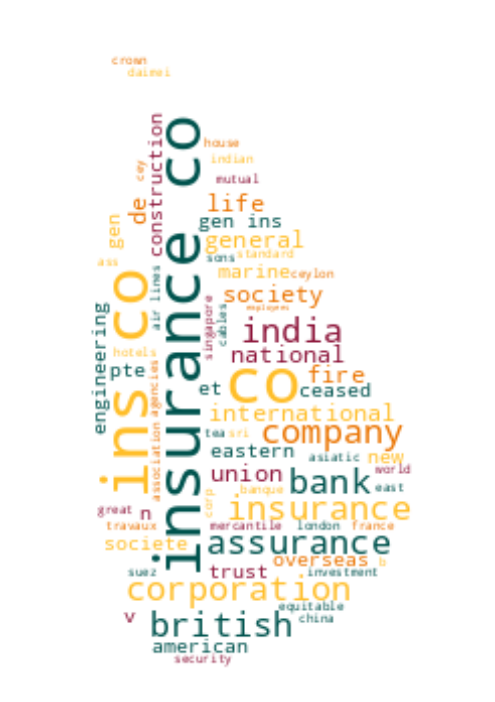 crown
daimei
construction
insurance co
house
indian
cey
mutual
de
life
gen
gen ins
general
sons
standard
ass
marine
ceylon
air lines
ins co
society
employees
engineering
singapore
cables
india
national
hotels
pte
association agencies
et
co
fire
ceased
international
tea
sri
company
eastern
asiatic
new
union
world
banque
bank
east
corp
great
n
insurance
travaux
mercantile
london
france
societe
assurance
overseas
b
suez
trust
investment
corporation
equitable
v
british
china
american
security